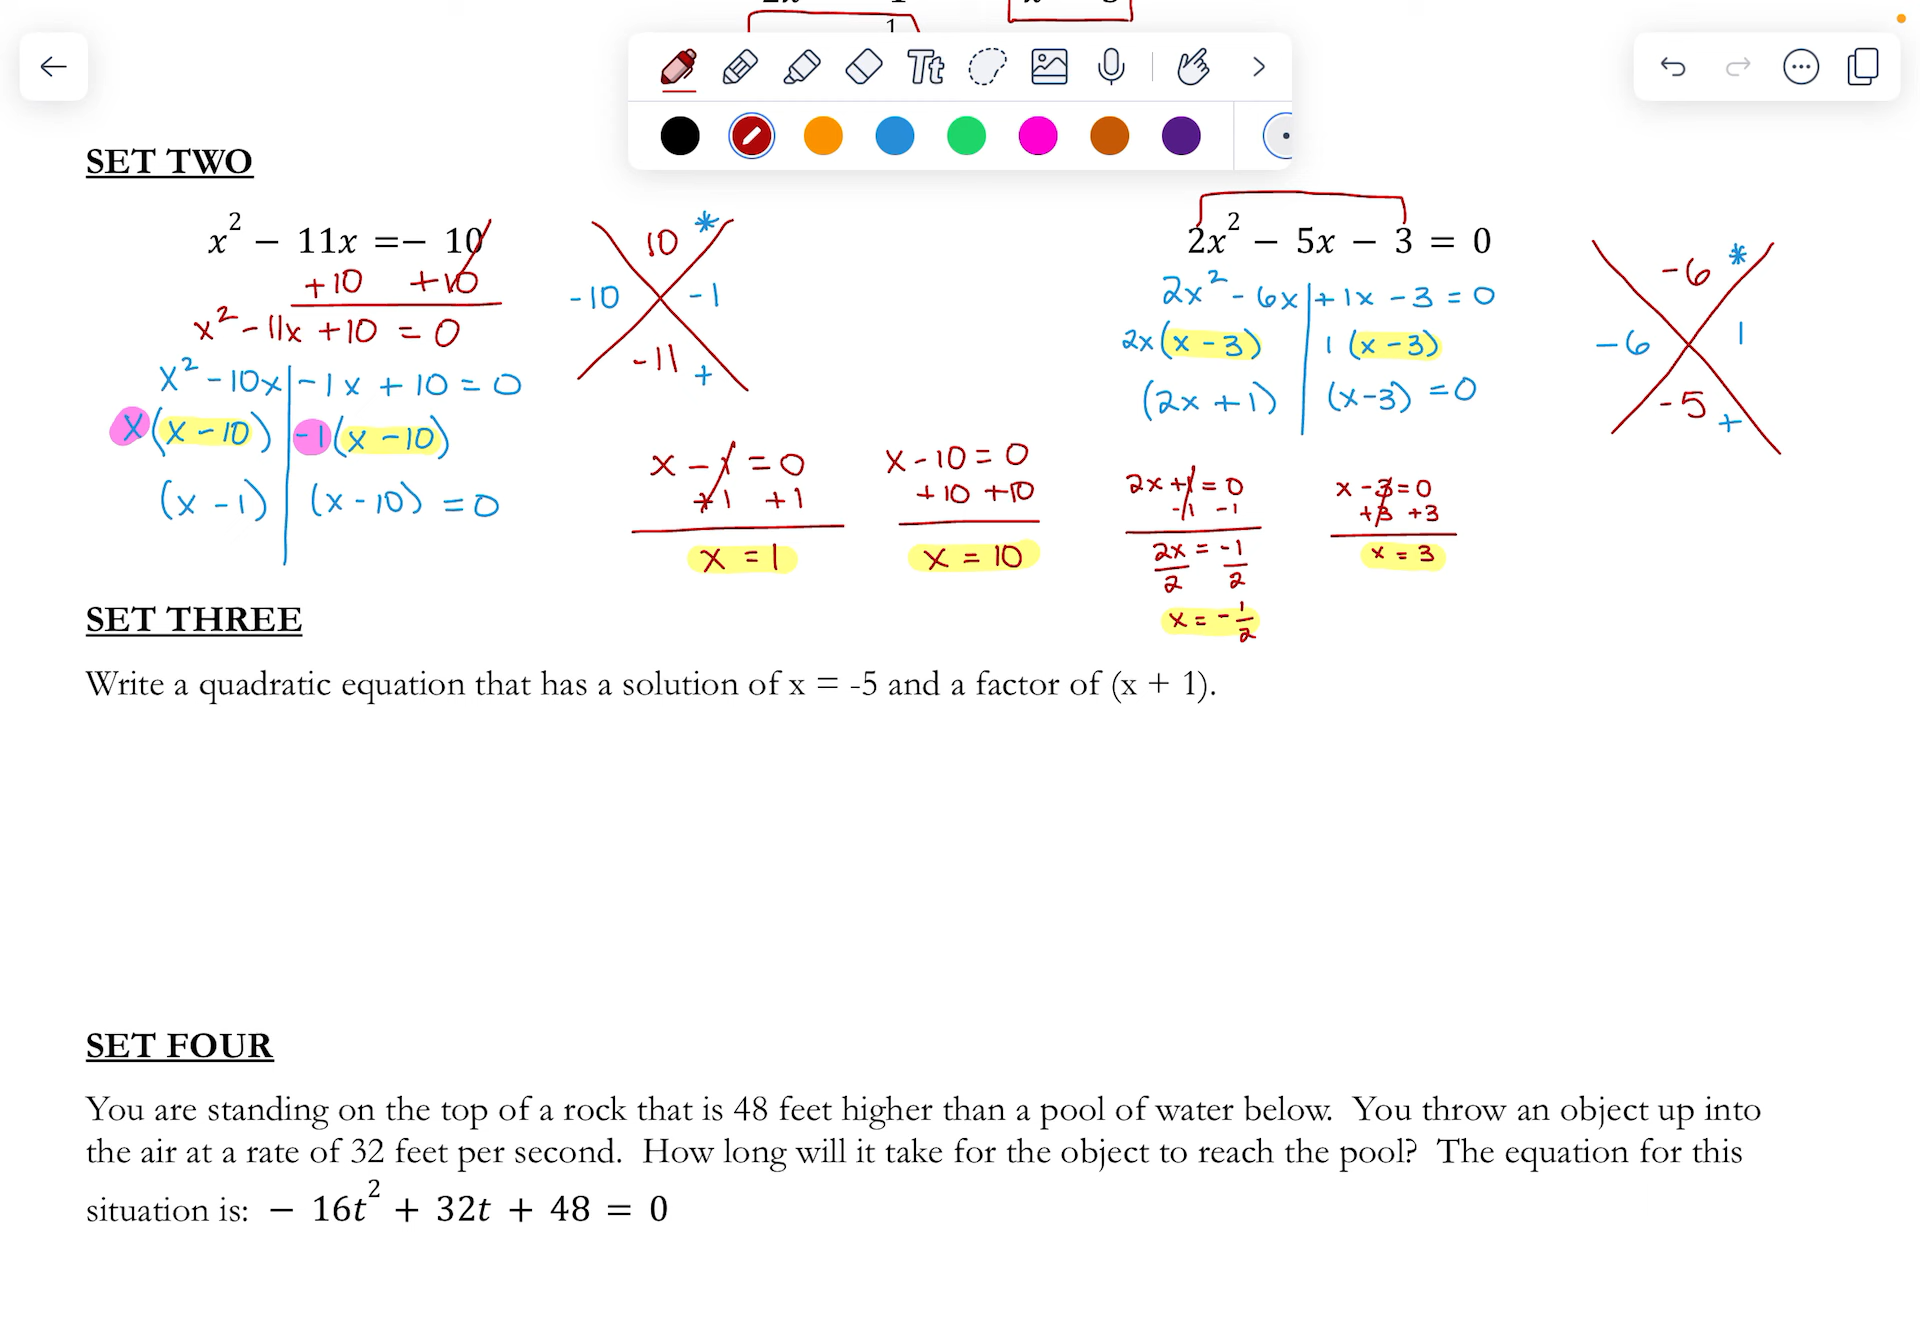 1
Tt
SET TWO
x² − 11x =− 10
+10 +10
x² - 11x + 10 = 0
x² - 10x | - 1x + 10 = 0
x(x - 10) | -1(x - 10)
(x - 1) | (x - 10) = 0
10 *
-10 -1
-11 +
x - 1 = 0
+1 +1
x = 1
x - 10 = 0
+10 +10
x = 10
2x² − 5x − 3 = 0
2x² - 6x | + 1x - 3 = 0
2x(x - 3) | 1(x - 3)
(2x + 1) | (x - 3) = 0
-6 *
-6 1
-5 +
2x + 1 = 0
-1 -1
2x = -1
2 2
x = -1/2
x - 3 = 0
+3 +3
x = 3
SET THREE
Write a quadratic equation that has a solution of x = -5 and a factor of (x + 1).
SET FOUR
You are standing on the top of a rock that is 48 feet higher than a pool of water below. You throw an object up into
the air at a rate of 32 feet per second. How long will it take for the object to reach the pool? The equation for this
situation is: − 16t² + 32t + 48 = 0